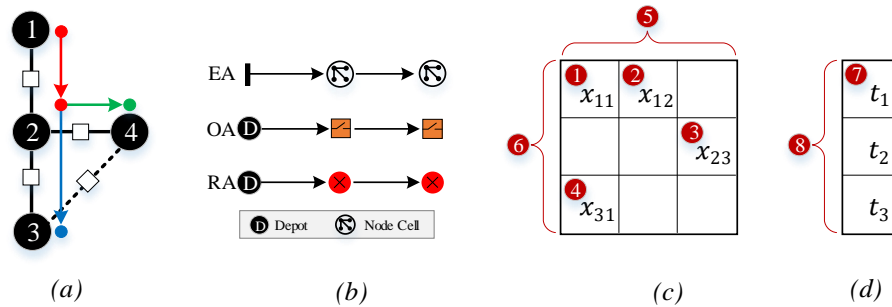 1
2
4
3
(a)
EA
OA D
RA D
D Depot Node Cell
(b)
5
6
1 x₁₁
2 x₁₂
3 x₂₃
4 x₃₁
(c)
7
8
t₁
t₂
t₃
(d)